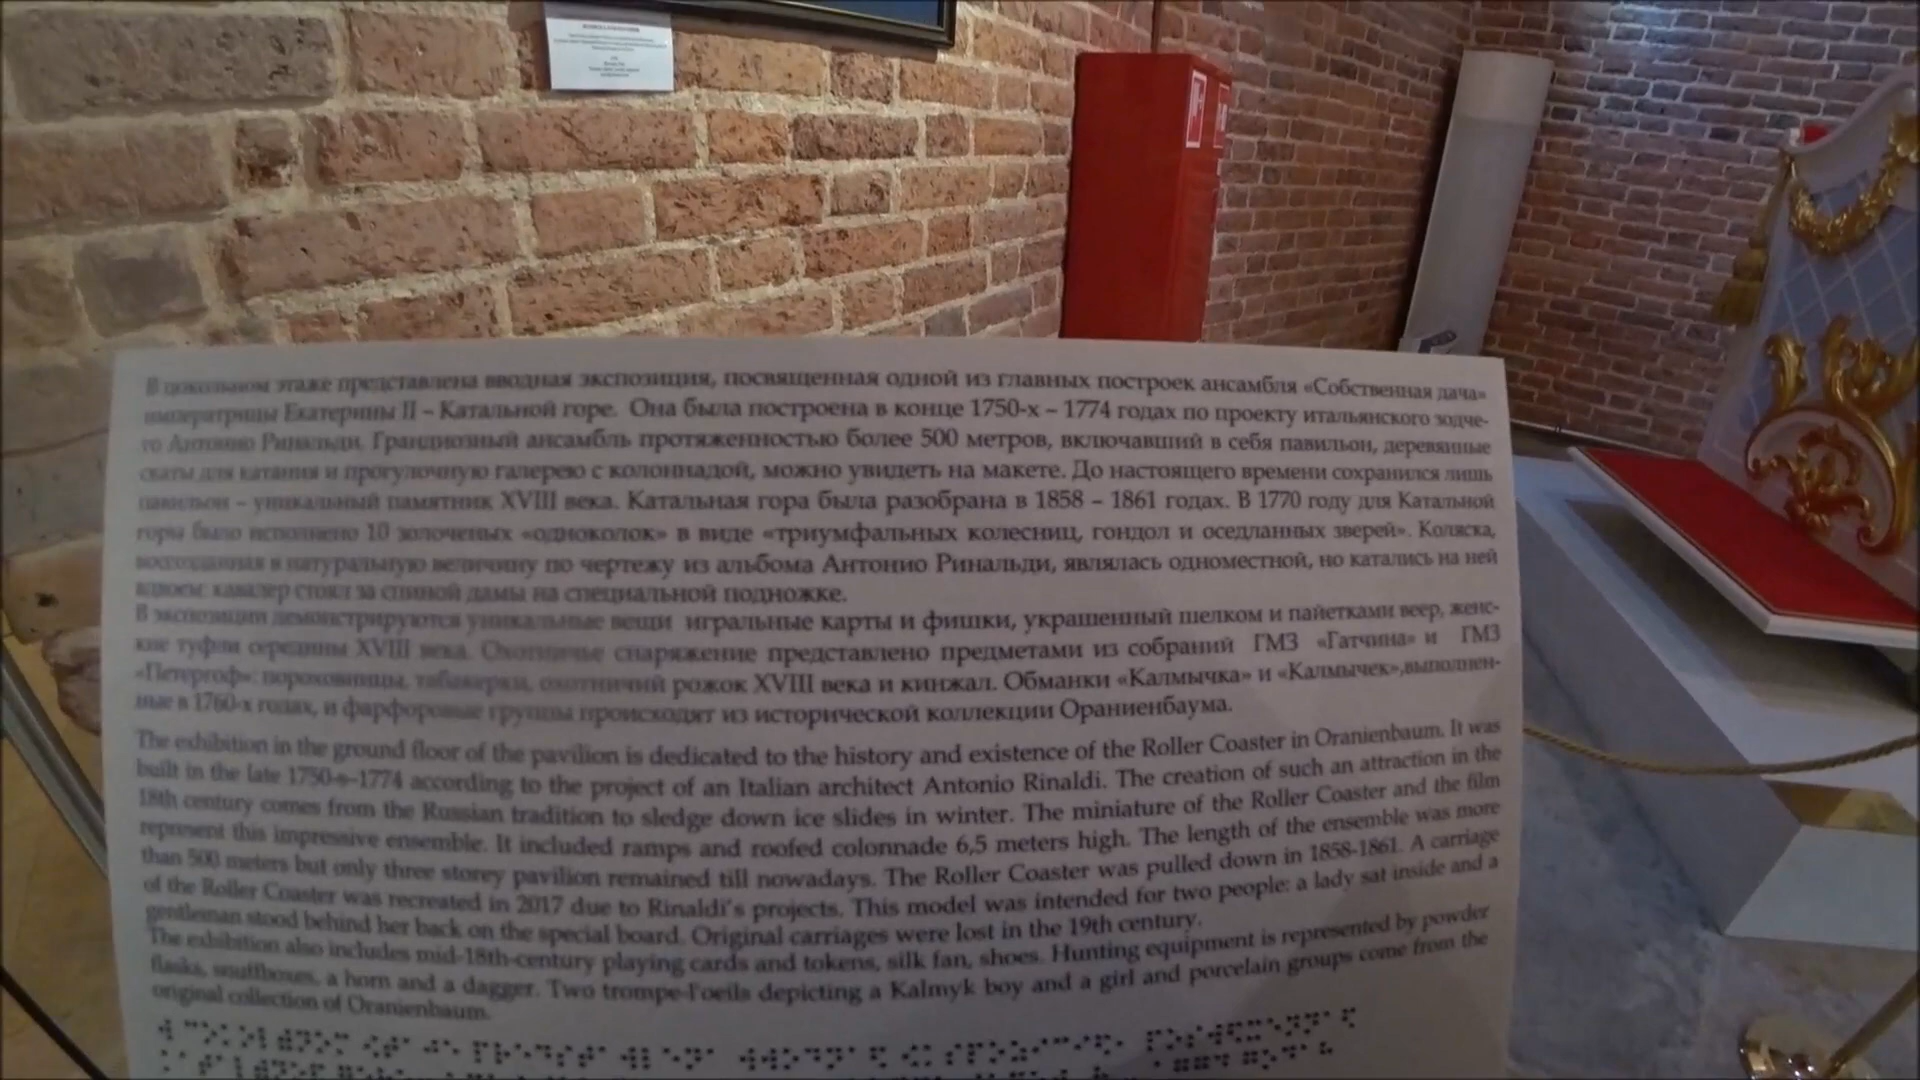 В цокольном этаже представлена вводная экспозиция, посвященная одной из главных построек ансамбля «Собственная дача»
императрицы Екатерины II – Катальной горе. Она была построена в конце 1750-х – 1774 годах по проекту итальянского зодче-
го Антонио Ринальди. Грандиозный ансамбль протяженностью более 500 метров, включавший в себя павильон, деревянные
скаты для катания и прогулочную галерею с колоннадой, можно увидеть на макете. До настоящего времени сохранился лишь
павильон – уникальный памятник XVIII века. Катальная гора была разобрана в 1858 – 1861 годах. В 1770 году для Катальной
горы было исполнено 10 золоченых «одноколок» в виде «триумфальных колесниц, гондол и оседланных зверей». Коляска,
воссозданная в натуральную величину по чертежу из альбома Антонио Ринальди, являлась одноместной, но катались на ней
вдвоем: кавалер стоял за спиной дамы на специальной подножке.
В экспозиции демонстрируются уникальные вещи игральные карты и фишки, украшенный шелком и пайетками веер, женс-
кие туфли середины XVIII века. Охотничье снаряжение представлено предметами из собраний ГМЗ «Гатчина» и ГМЗ
«Петергоф»: пороховницы, табакерки, охотничий рожок XVIII века и кинжал. Обманки «Калмычка» и «Калмычек»,выполнен-
ные в 1760-х годах, и фарфоровые группы происходят из исторической коллекции Ораниенбаума.
The exhibition in the ground floor of the pavilion is dedicated to the history and existence of the Roller Coaster in Oranienbaum. It was
built in the late 1750-s–1774 according to the project of an Italian architect Antonio Rinaldi. The creation of such an attraction in the
18th century comes from the Russian tradition to sledge down ice slides in winter. The miniature of the Roller Coaster and the film
represent this impressive ensemble. It included ramps and roofed colonnade 6,5 meters high. The length of the ensemble was more
than 500 meters but only three storey pavilion remained till nowadays. The Roller Coaster was pulled down in 1858-1861. A carriage
of the Roller Coaster was recreated in 2017 due to Rinaldi's projects. This model was intended for two people: a lady sat inside and a
gentleman stood behind her back on the special board. Original carriages were lost in the 19th century.
The exhibition also includes mid-18th-century playing cards and tokens, silk fan, shoes. Hunting equipment is represented by powder
flasks, snuffboxes, a horn and a dagger. Two trompe-l'oeils depicting a Kalmyk boy and a girl and porcelain groups come from the
original collection of Oranienbaum.